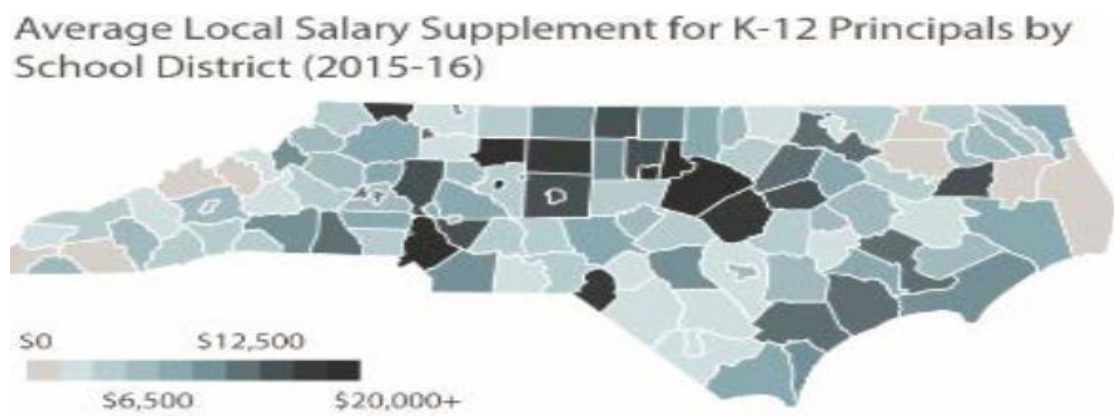 Average Local Salary Supplement for K-12 Principals by
School District (2015-16)
$0
$12,500
$6,500
$20,000+